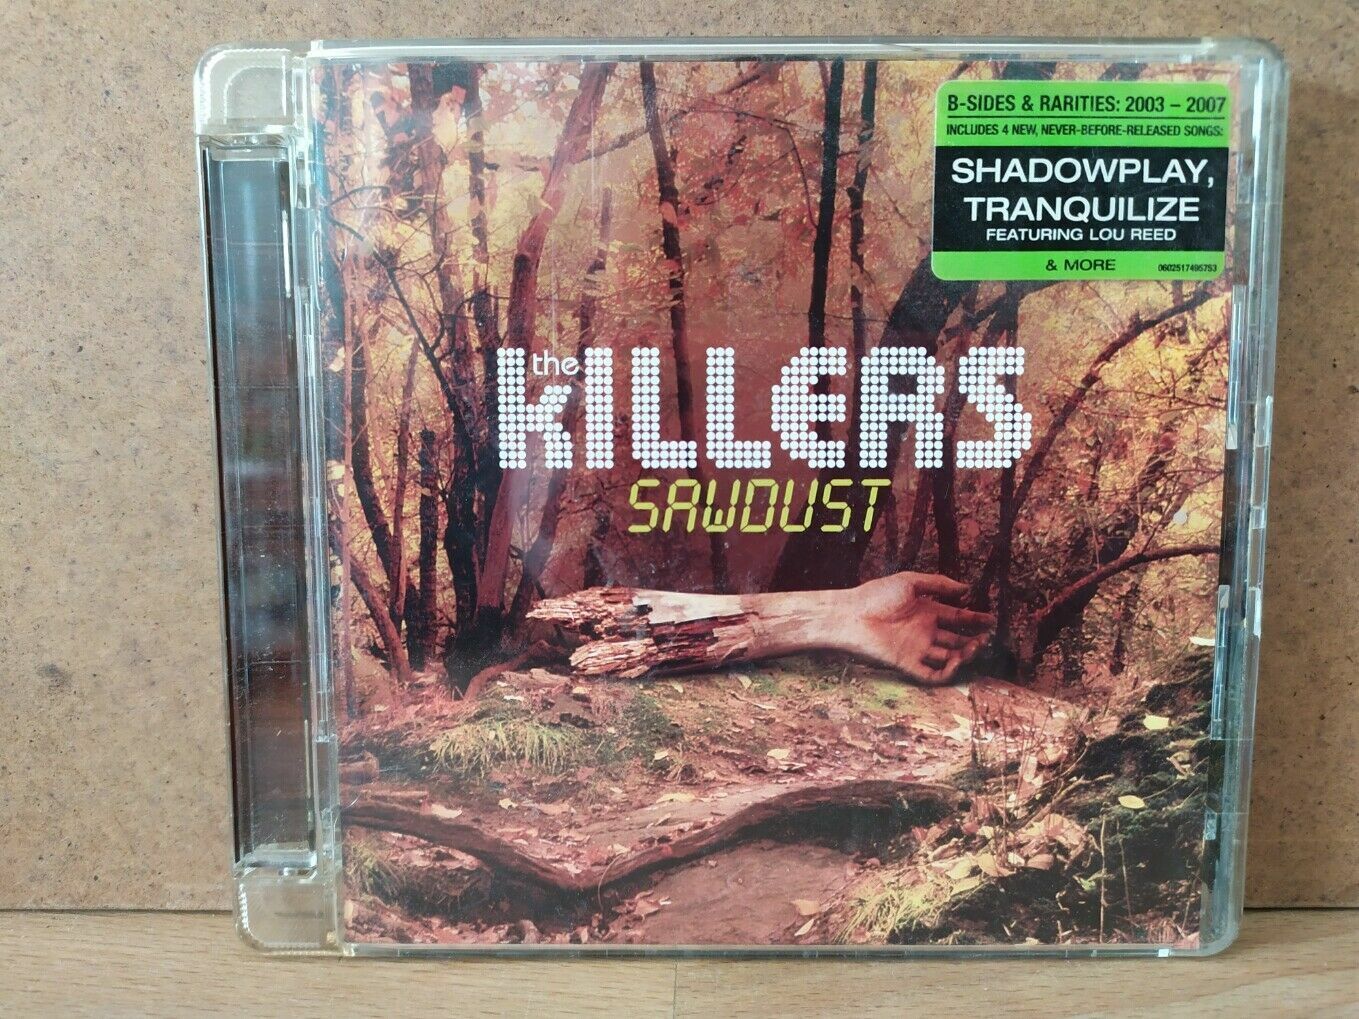 B-SIDES & RARITIES: 2003 – 2007
INCLUDES 4 NEW, NEVER-BEFORE-RELEASED SONGS:
SHADOWPLAY,
TRANQUILIZE
FEATURING LOU REED
& MORE 0602517495753
the KILLERS
SAWDUST